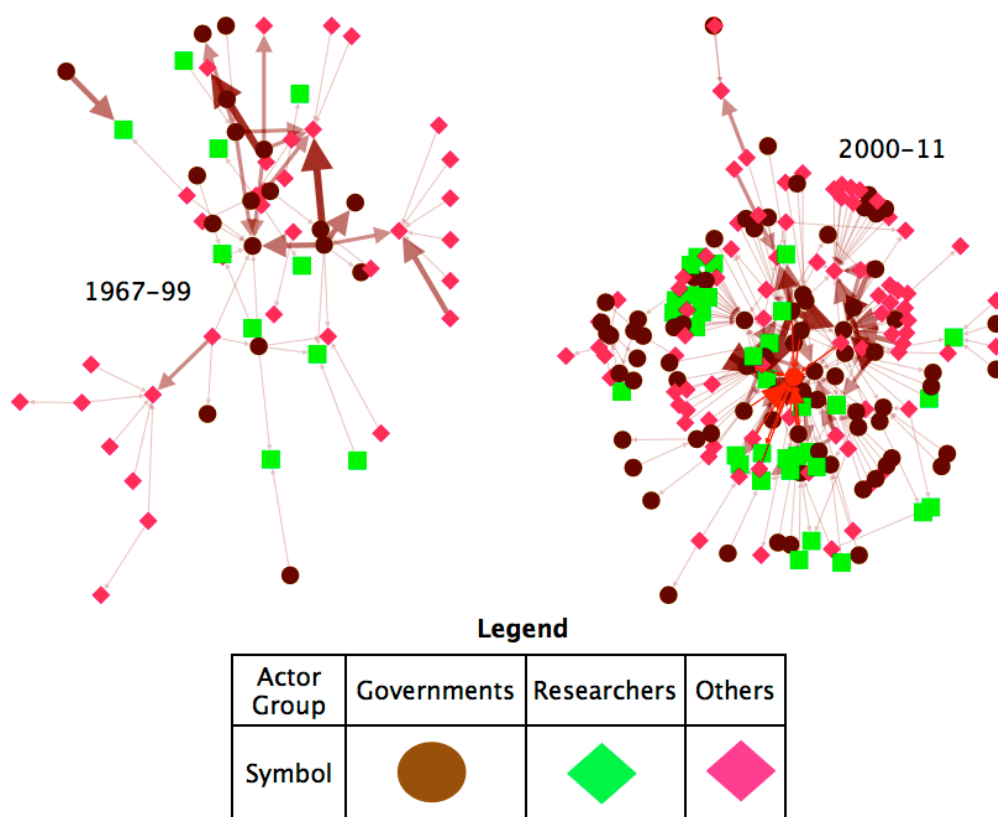 2000-11
1967-99
Legend
Actor Group
Governments
Researchers
Others
Symbol